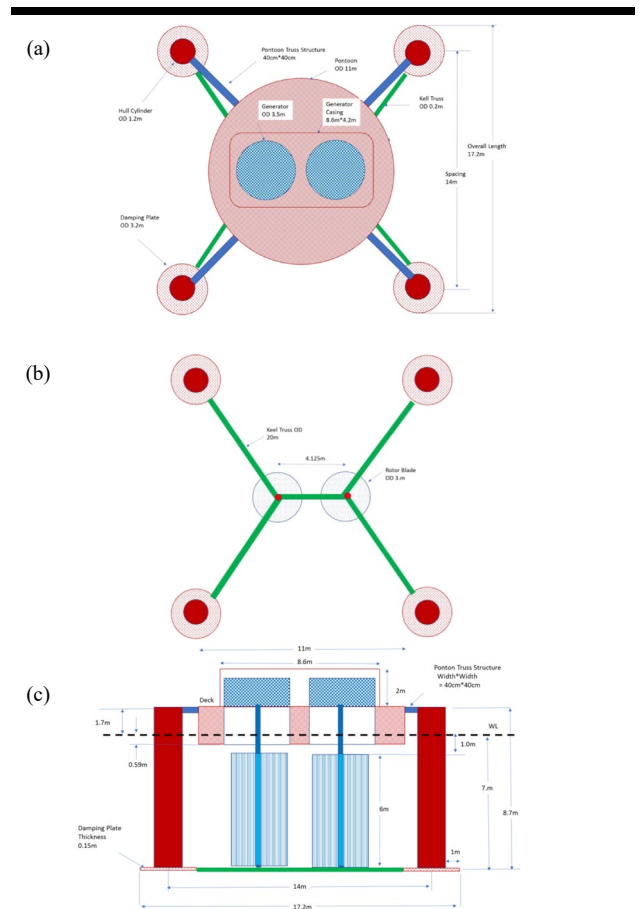 (a)
Pontoon Truss Structure
40cm*40cm
Pontoon
OD 11m
Hull Cylinder
OD 1.2m
Generator
OD 3.5m
Generator
Casing
8.6m*4.2m
Kell Truss
OD 0.2m
Overall Length
17.2m
Spacing
14m
Damping Plate
OD 3.2m
(b)
Keel Truss OD
20m
4.125m
Rotor Blade
OD 3.m
(c)
11m
8.6m
Deck
2m
Ponton Truss Structure
Width*Width
= 40cm*40cm
1.7m
WL
0.59m
1.0m
7.m
8.7m
6m
Damping Plate
Thickness
0.15m
1m
14m
17.2m